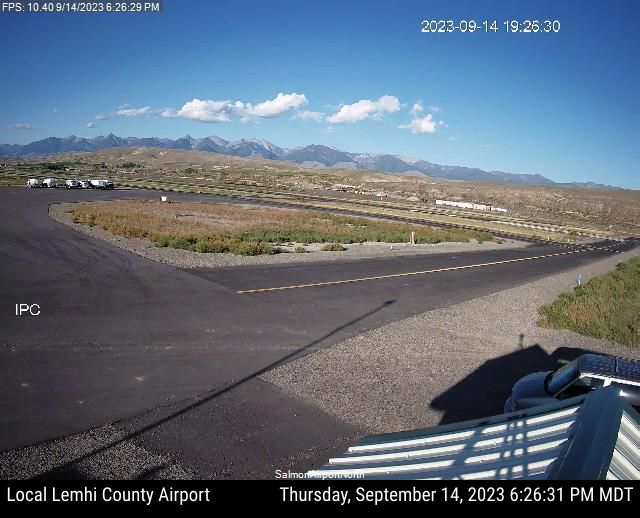 FPS: 10.40 9/14/2023 6:26:29 PM
2023-09-14 19:26:30
IPC
SalmonAirportNorth
Local Lemhi County Airport Thursday, September 14, 2023 6:26:31 PM MDT